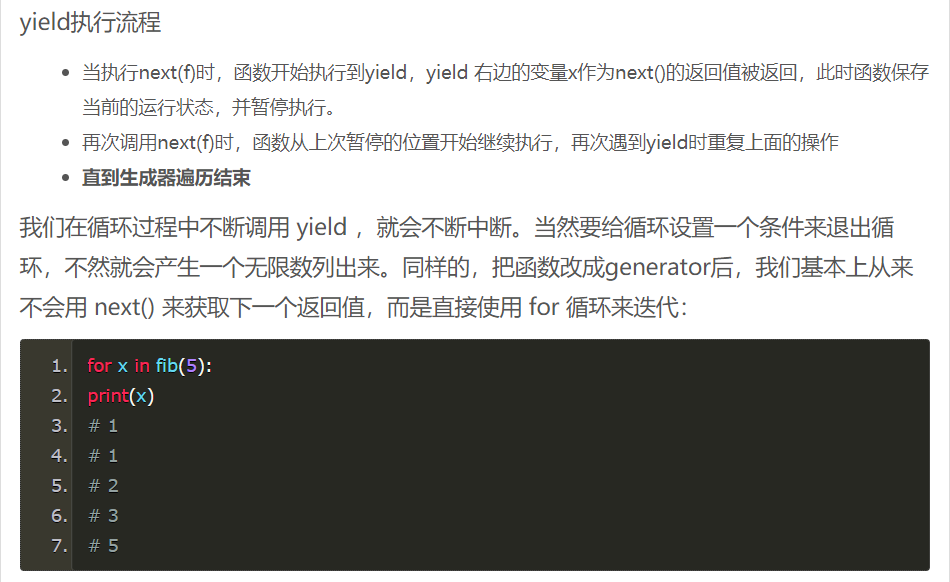 yield执行流程
当执行next(f)时，函数开始执行到yield，yield 右边的变量x作为next()的返回值被返回，此时函数保存
当前的运行状态，并暂停执行。
再次调用next(f)时，函数从上次暂停的位置开始继续执行，再次遇到yield时重复上面的操作
直到生成器遍历结束
我们在循环过程中不断调用 yield ，就会不断中断。当然要给循环设置一个条件来退出循
环，不然就会产生一个无限数列出来。同样的，把函数改成generator后，我们基本上从来
不会用 next() 来获取下一个返回值，而是直接使用 for 循环来迭代：
1. for x in fib(5):
2. print(x)
3. # 1
4. # 1
5. # 2
6. # 3
7. # 5